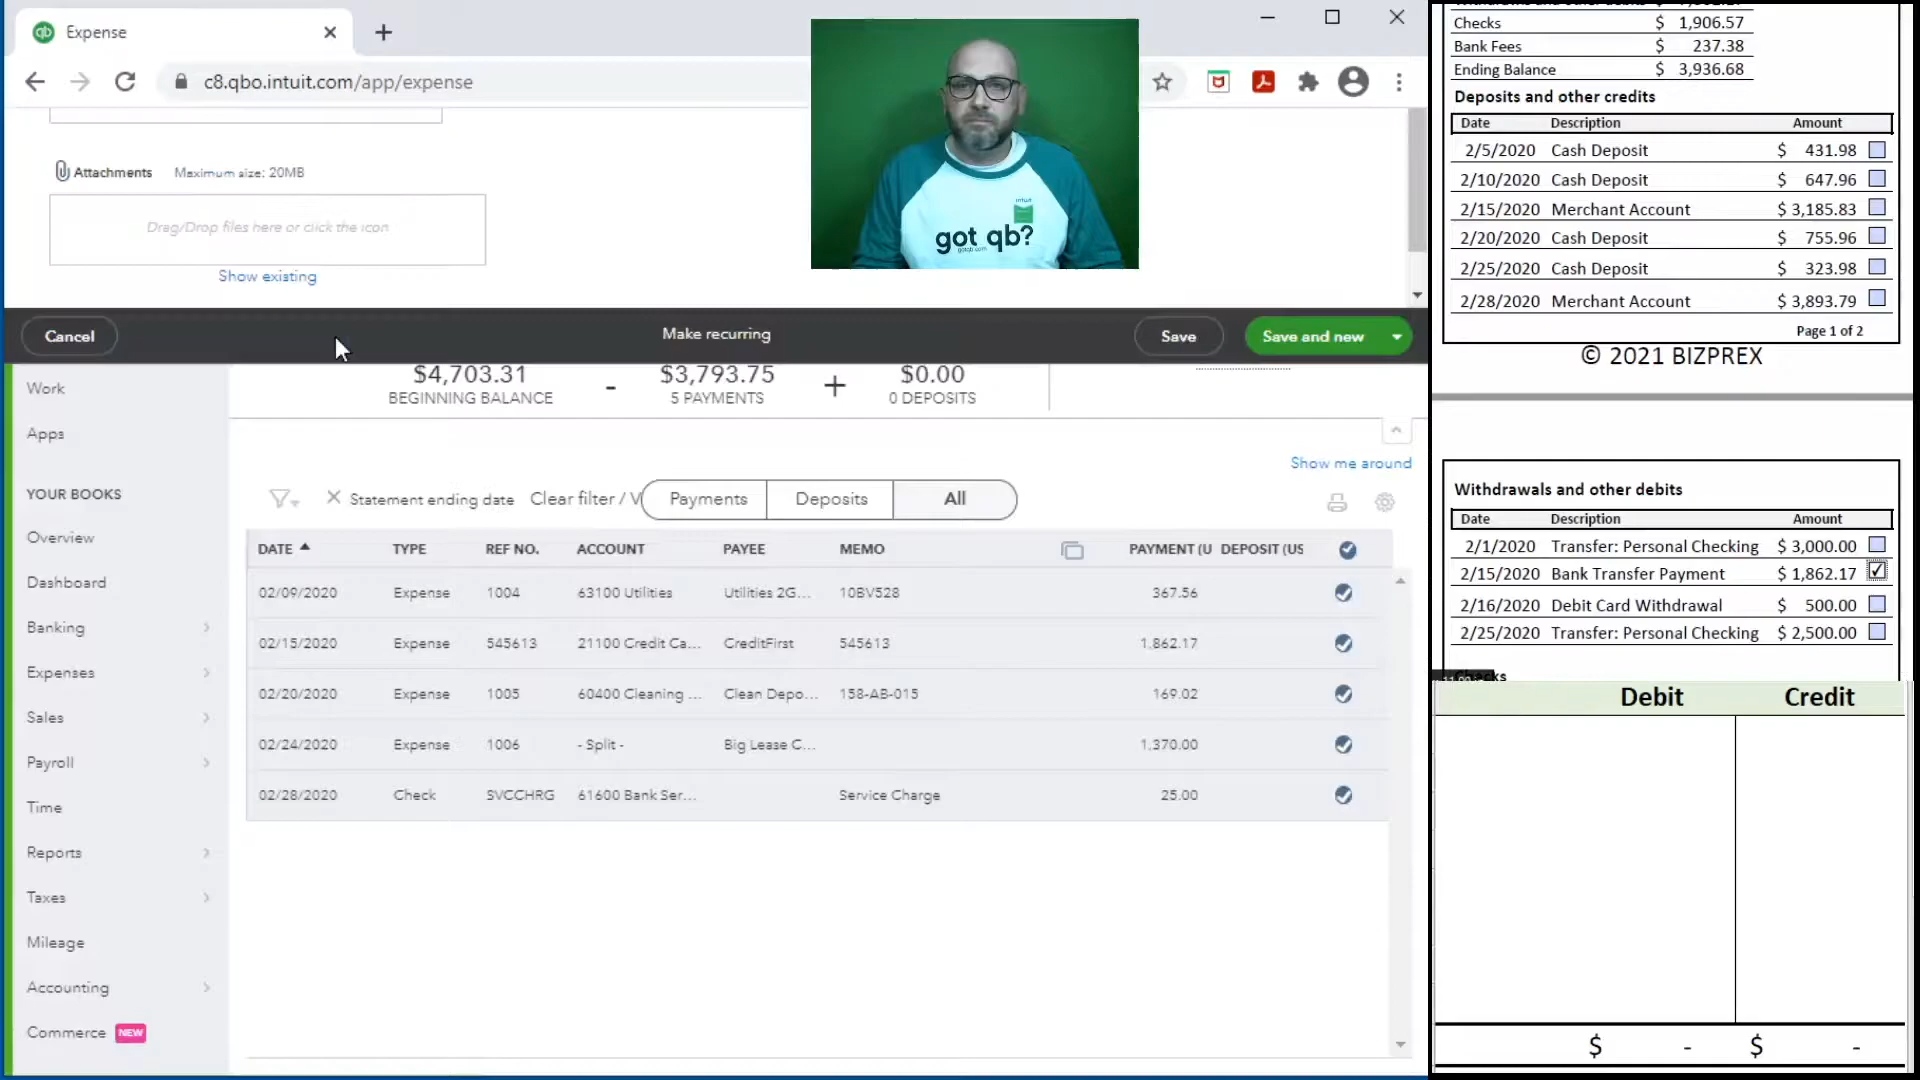 Expense
c8.qbo.intuit.com/app/expense
Attachments Maximum size: 20MB
Drag/Drop files here or click the icon
Show existing
intuit
got qb?
Cancel
Make recurring
Save
Save and new
Work
Apps
YOUR BOOKS
Overview
Dashboard
Banking
Expenses
Sales
Payroll
Time
Reports
Taxes
Mileage
Accounting
Commerce NEW
$4,703.31 - $3,793.75 + $0.00
BEGINNING BALANCE 5 PAYMENTS 0 DEPOSITS
Show me around
Statement ending date Clear filter / V Payments Deposits All
DATE TYPE REF NO. ACCOUNT PAYEE MEMO PAYMENT (U DEPOSIT (US
02/09/2020 Expense 1004 63100 Utilities Utilities 2G... 10BV528 367.56
02/15/2020 Expense 545613 21100 Credit Ca... CreditFirst 545613 1,862.17
02/20/2020 Expense 1005 60400 Cleaning ... Clean Depo... 158-AB-015 169.02
02/24/2020 Expense 1006 - Split - Big Lease C... 1,370.00
02/28/2020 Check SVCCHRG 61600 Bank Ser... Service Charge 25.00
Checks $ 1,906.57
Bank Fees $ 237.38
Ending Balance $ 3,936.68
Deposits and other credits
Date Description Amount
2/5/2020 Cash Deposit $ 431.98
2/10/2020 Cash Deposit $ 647.96
2/15/2020 Merchant Account $ 3,185.83
2/20/2020 Cash Deposit $ 755.96
2/25/2020 Cash Deposit $ 323.98
2/28/2020 Merchant Account $ 3,893.79
Page 1 of 2
© 2021 BIZPREX
Withdrawals and other debits
Date Description Amount
2/1/2020 Transfer: Personal Checking $ 3,000.00
2/15/2020 Bank Transfer Payment $ 1,862.17
2/16/2020 Debit Card Withdrawal $ 500.00
2/25/2020 Transfer: Personal Checking $ 2,500.00
Debit Credit
$ - $ -